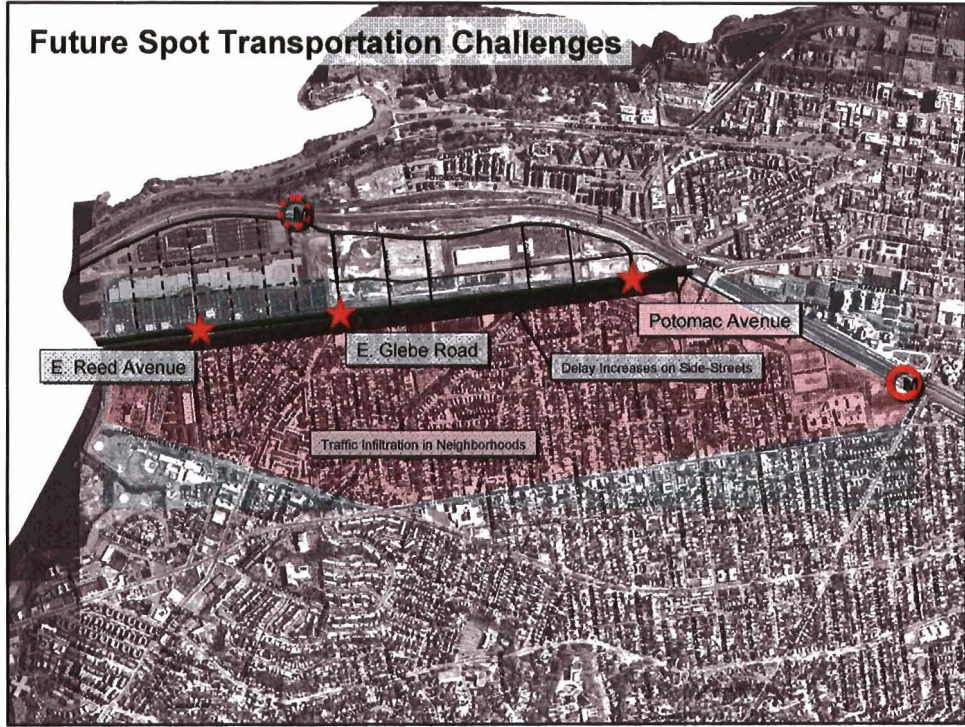 Future Spot Transportation Challenges
M
Potomac Avenue
E. Glebe Road
E. Reed Avenue
Delay Increases on Side-Streets
M
Traffic Infiltration in Neighborhoods